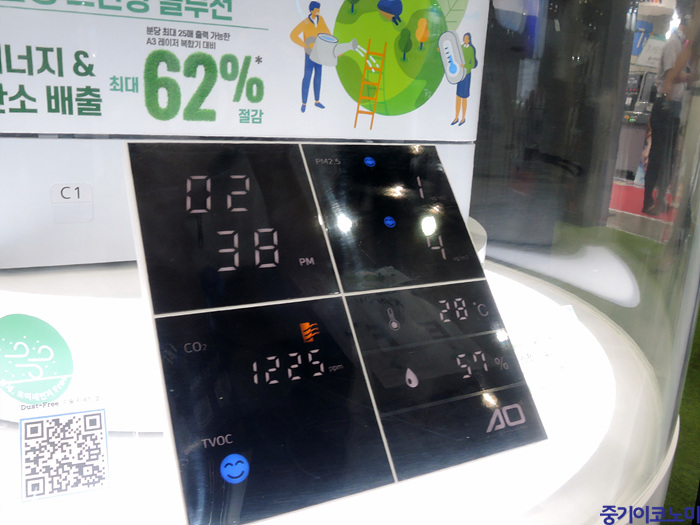 분당 최대 25매 출력 가능한
A3 레이저 복합기 대비
너지 &
소 배출
최대 62%*
절감
C1
02
38 PM
PM2.5
1
4
CO₂
1225 ppm
TVOC
28 °C
57 %
AO
Dust-Free
중기이코노미